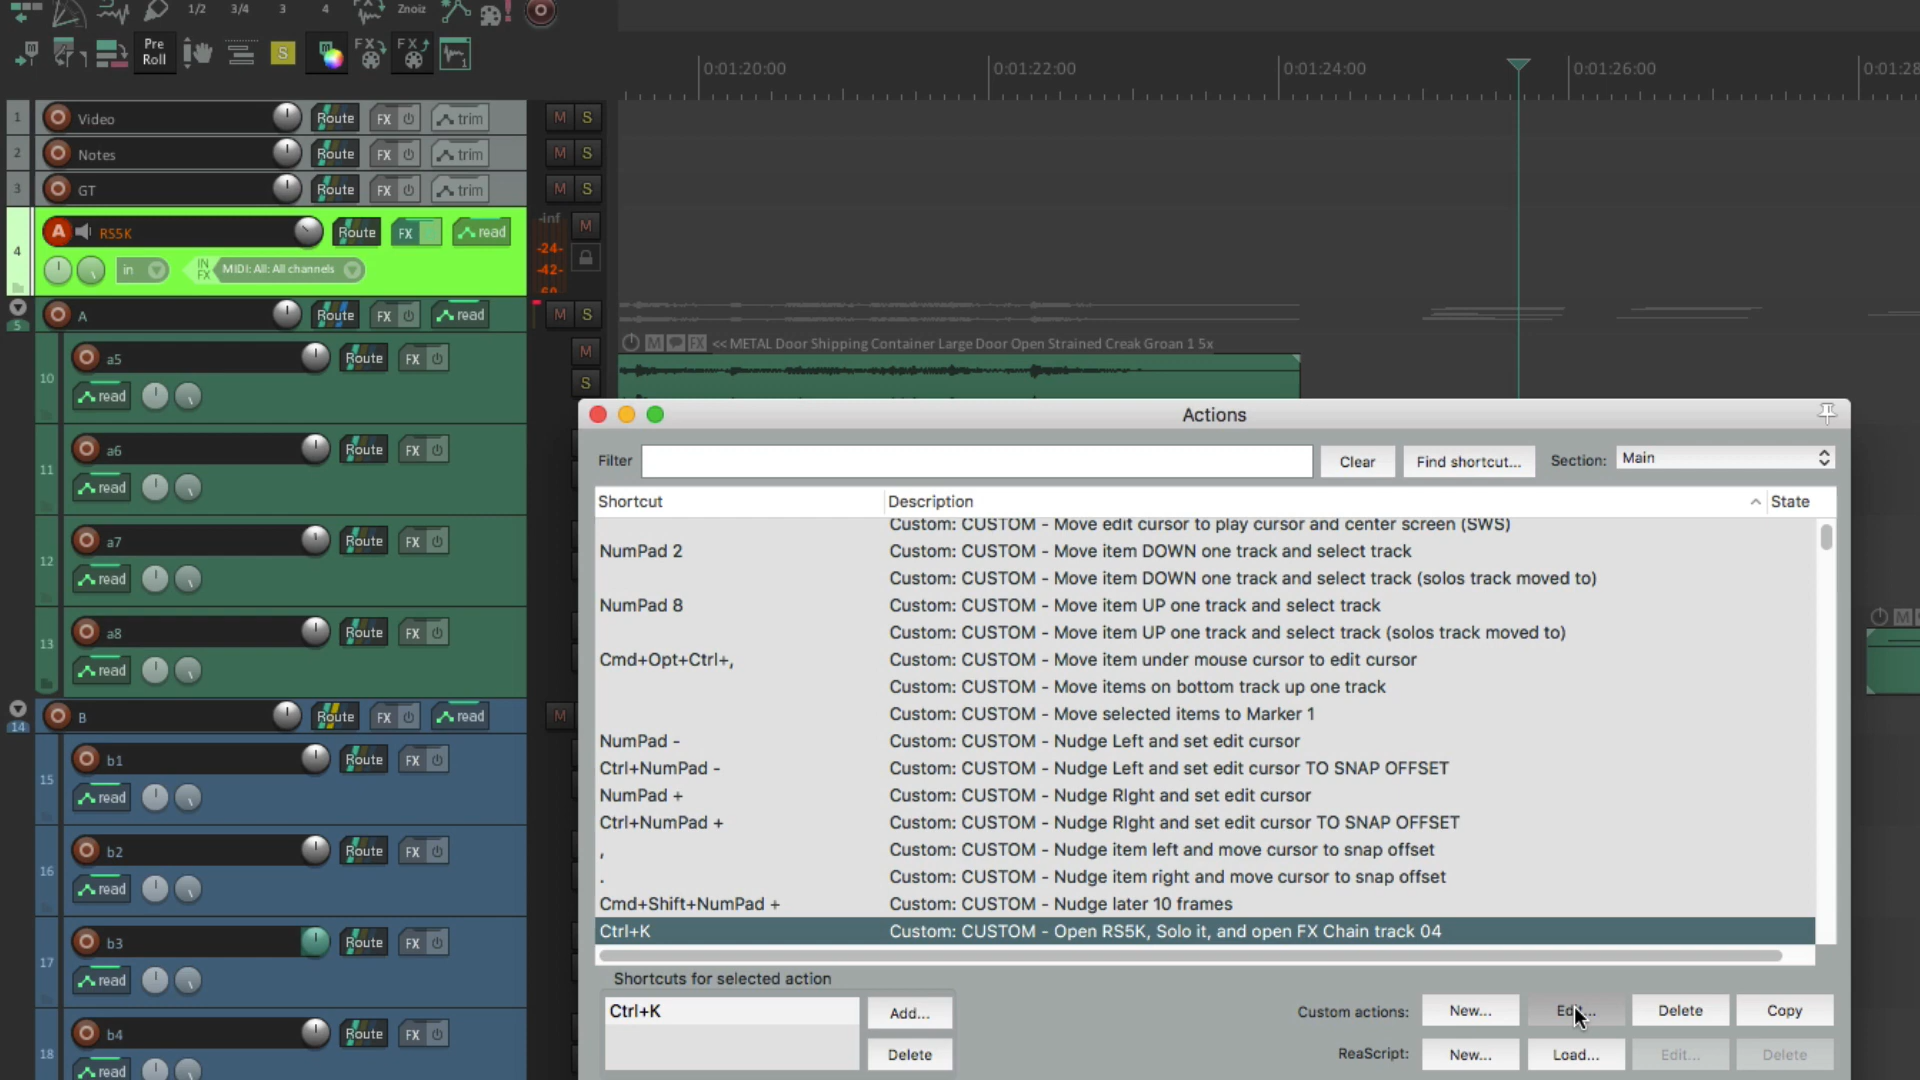 1/2 3/4 3 4 FX Znoiz
Pre
Roll
S
FX FX 1
0:01:20:00 0:01:22:00 0:01:24:00 0:01:26:00 0:01:28
1 Video Route FX trim M S
2 Notes Route FX trim M S
3 GT Route FX trim M S
4 A RS5K Route FX read -inf M
-24-
-42-
-60
in IN FX MIDI: All: All channels
5 A Route FX read M S
<< METAL Door Shipping Container Large Door Open Strained Creak Groan 1 5x
M FX
10 a5 Route FX M
read S
11 a6 Route FX
read
12 a7 Route FX
read
13 a8 Route FX
read
14 B Route FX read M
15 b1 Route FX
read
16 b2 Route FX
read
17 b3 Route FX
read
18 b4 Route FX
read
M
Actions
Filter Clear Find shortcut... Section: Main
Shortcut Description State
Custom: CUSTOM - Move edit cursor to play cursor and center screen (SWS)
NumPad 2 Custom: CUSTOM - Move item DOWN one track and select track
Custom: CUSTOM - Move item DOWN one track and select track (solos track moved to)
NumPad 8 Custom: CUSTOM - Move item UP one track and select track
Custom: CUSTOM - Move item UP one track and select track (solos track moved to)
Cmd+Opt+Ctrl+, Custom: CUSTOM - Move item under mouse cursor to edit cursor
Custom: CUSTOM - Move items on bottom track up one track
Custom: CUSTOM - Move selected items to Marker 1
NumPad - Custom: CUSTOM - Nudge Left and set edit cursor
Ctrl+NumPad - Custom: CUSTOM - Nudge Left and set edit cursor TO SNAP OFFSET
NumPad + Custom: CUSTOM - Nudge RIght and set edit cursor
Ctrl+NumPad + Custom: CUSTOM - Nudge RIght and set edit cursor TO SNAP OFFSET
, Custom: CUSTOM - Nudge item left and move cursor to snap offset
. Custom: CUSTOM - Nudge item right and move cursor to snap offset
Cmd+Shift+NumPad + Custom: CUSTOM - Nudge later 10 frames
Ctrl+K Custom: CUSTOM - Open RS5K, Solo it, and open FX Chain track 04
Shortcuts for selected action
Ctrl+K Add...
Delete
Custom actions: New... Delete Copy
ReaScript: New... Load... Edit... Delete